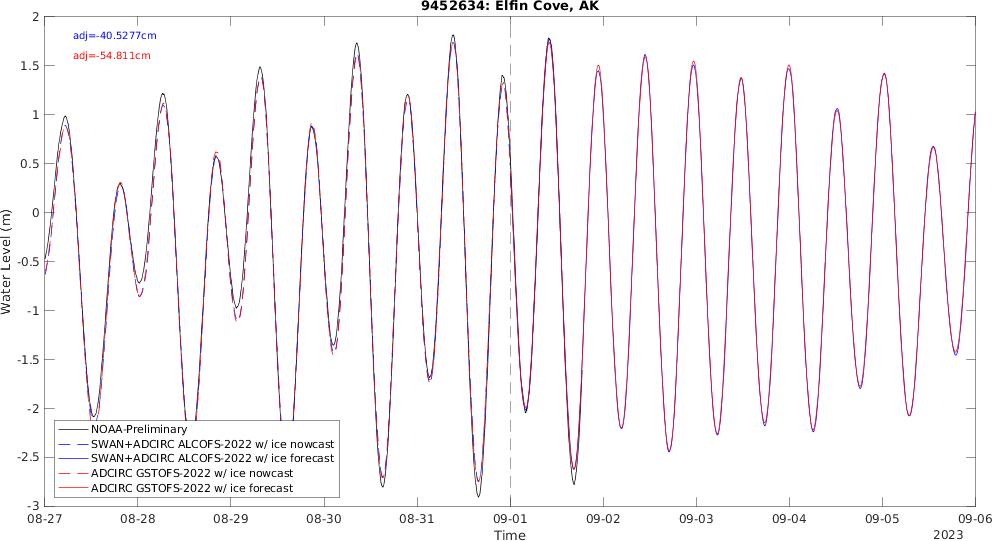 9452634: Elfin Cove, AK
adj=-40.5277cm
adj=-54.811cm
Water Level (m)
2
1.5
1
0.5
0
-0.5
-1
-1.5
-2
-2.5
-3
NOAA-Preliminary
SWAN+ADCIRC ALCOFS-2022 w/ ice nowcast
SWAN+ADCIRC ALCOFS-2022 w/ ice forecast
ADCIRC GSTOFS-2022 w/ ice nowcast
ADCIRC GSTOFS-2022 w/ ice forecast
08-27 08-28 08-29 08-30 08-31 09-01 09-02 09-03 09-04 09-05 09-06
Time
2023